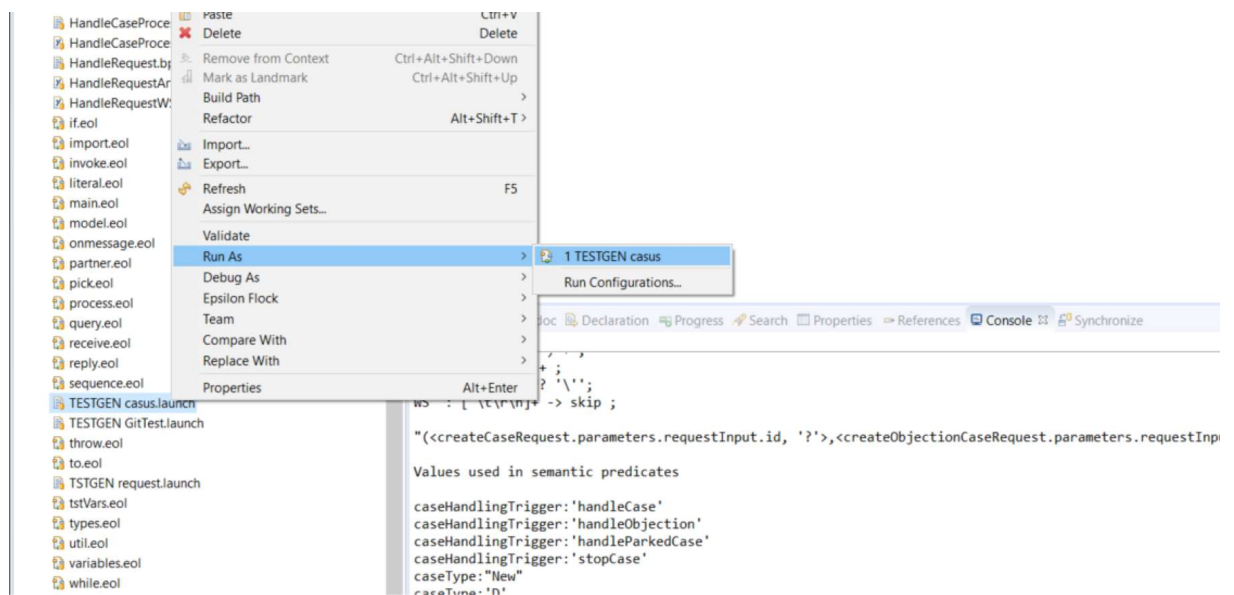 HandleCaseProce
HandleCaseProce
HandleRequest.bp
HandleRequestAr
HandleRequestWS
if.eol
import.eol
invoke.eol
literal.eol
main.eol
model.eol
onmessage.eol
partner.eol
pick.eol
process.eol
query.eol
receive.eol
reply.eol
sequence.eol
TESTGEN casus.launch
TESTGEN GitTest.launch
throw.eol
to.eol
TSTGEN request.launch
tstVars.eol
types.eol
util.eol
variables.eol
while.eol
Paste Ctrl+V
Delete Delete
Remove from Context Ctrl+Alt+Shift+Down
Mark as Landmark Ctrl+Alt+Shift+Up
Build Path
Refactor Alt+Shift+T
Import...
Export...
Refresh F5
Assign Working Sets...
Validate
Run As
Debug As
Epsilon Flock
Team
Compare With
Replace With
Properties Alt+Enter
1 TESTGEN casus
Run Configurations...
doc Declaration Progress Search Properties References Console Synchronize
+ ;
? '\'';
WS : [ \t\r\n]+ -> skip ;
"(<createCaseRequest.parameters.requestInput.id, '?'>,<createObjectionCaseRequest.parameters.requestInpu
Values used in semantic predicates
caseHandlingTrigger:'handleCase'
caseHandlingTrigger:'handleObjection'
caseHandlingTrigger:'handleParkedCase'
caseHandlingTrigger:'stopCase'
caseType:"New"
caseType:'D'